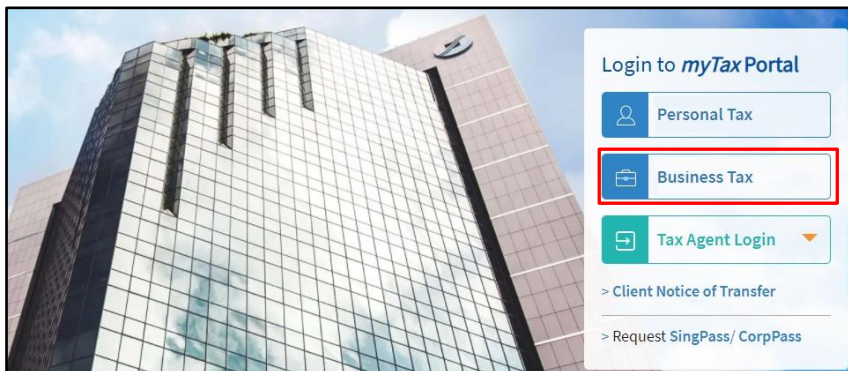 Login to myTax Portal
Personal Tax
Business Tax
Tax Agent Login
> Client Notice of Transfer
> Request SingPass/ CorpPass